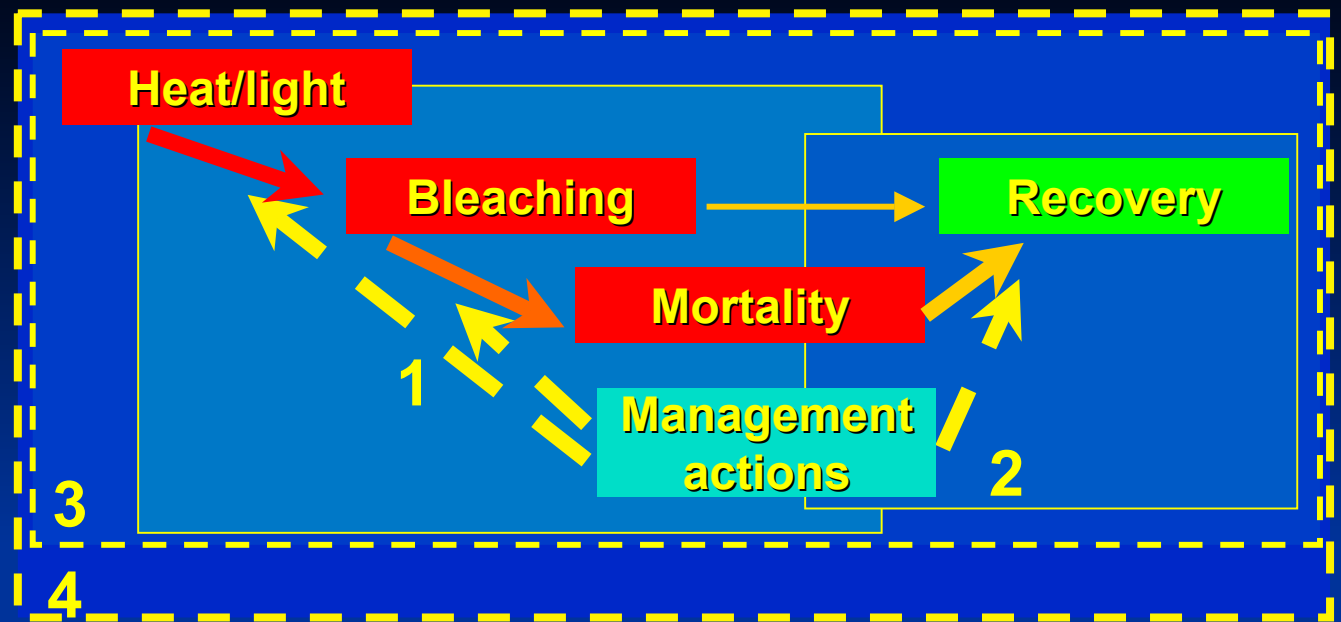 Heat/light
Bleaching
Recovery
Mortality
1
Management
actions
2
3
4